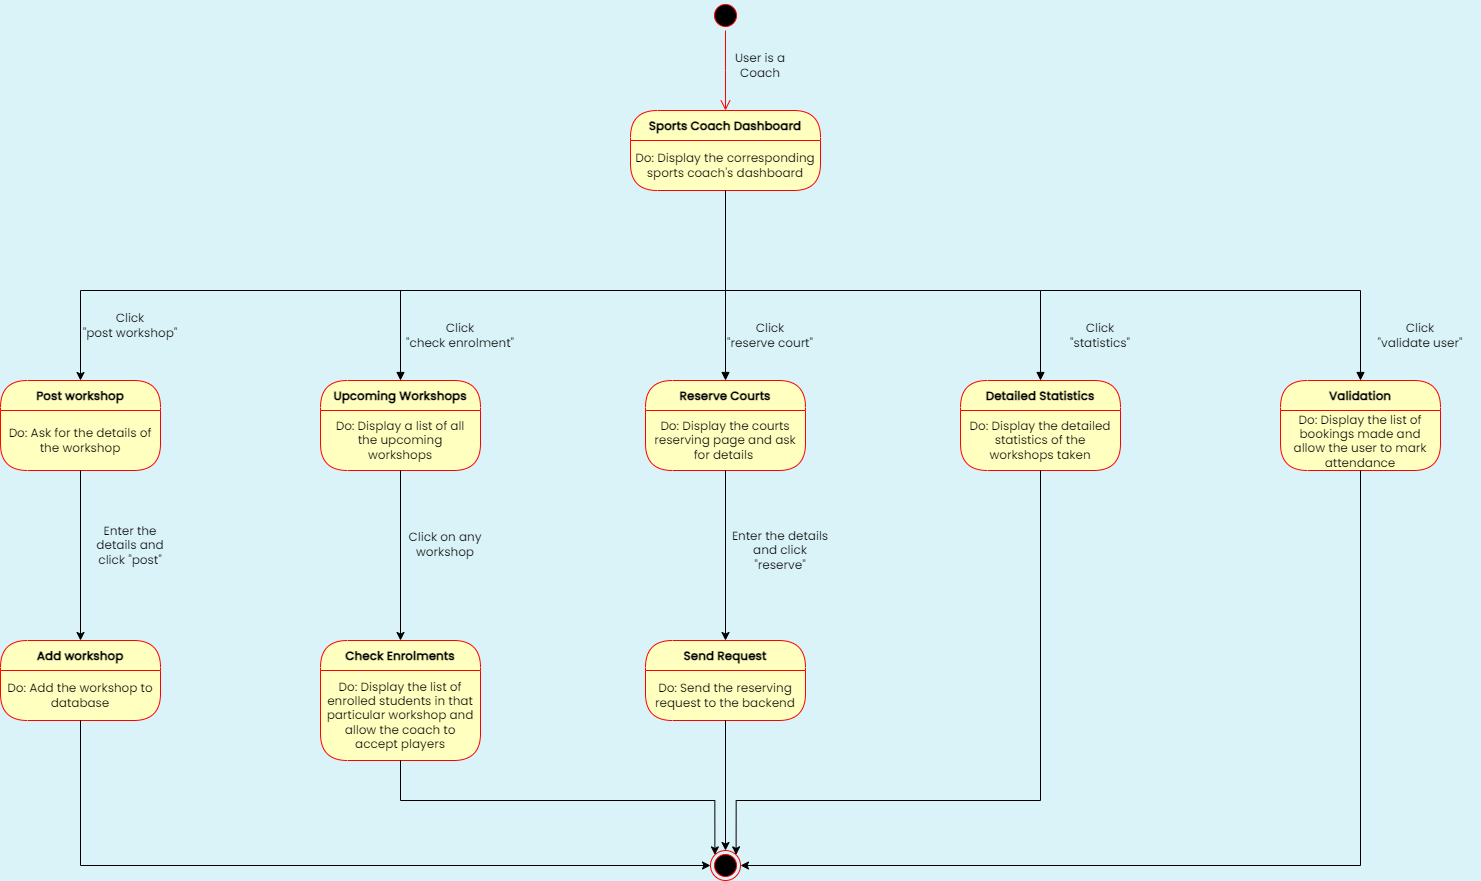 User is a
Coach
Sports Coach Dashboard
Do: Display the corresponding
sports coach's dashboard
Click
"post workshop"
Click
"check enrolment"
Click
"reserve court"
Click
"statistics"
Click
"validate user"
Post workshop
Do: Ask for the details of
the workshop
Upcoming Workshops
Do: Display a list of all
the upcoming
workshops
Reserve Courts
Do: Display the courts
reserving page and ask
for details
Detailed Statistics
Do: Display the detailed
statistics of the
workshops taken
Validation
Do: Display the list of
bookings made and
allow the user to mark
attendance
Enter the
details and
click "post"
Click on any
workshop
Enter the details
and click
"reserve"
Add workshop
Do: Add the workshop to
database
Check Enrolments
Do: Display the list of
enrolled students in that
particular workshop and
allow the coach to
accept players
Send Request
Do: Send the reserving
request to the backend